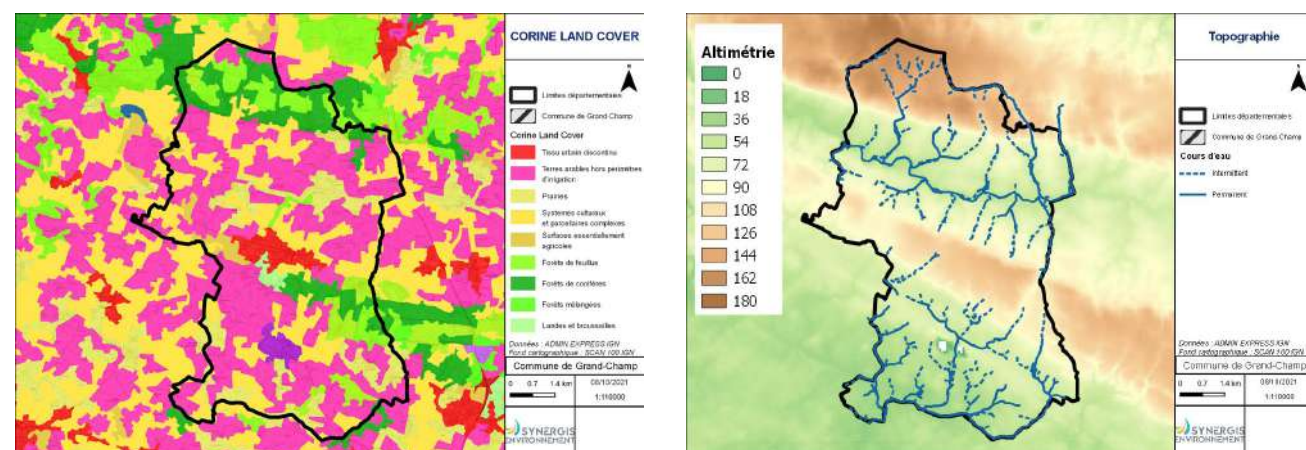 CORINE LAND COVER
N
Limites départementales
Commune de Grand Champ
Corine Land Cover
Tissu urbain discontinu
Terres arables hors périmètres
d'irrigation
Prairies
Systèmes culturaux
et parcellaires complexes
Surfaces essentiellement
agricoles
Forêts de feuillus
Forêts de conifères
Forêts mélangées
Landes et broussailles
Données : ADMIN EXPRESS IGN
Fond cartographique : SCAN 100 IGN
Commune de Grand-Champ
0 0.7 1.4 km
08/10/2021
1:110000
SYNERGIS
ENVIRONNEMENT
Altimétrie
0
18
36
54
72
90
108
126
144
162
180
Topographie
N
Limites départementales
Commune de Grand Champ
Cours d'eau
Intermittent
Permanent
Données : ADMIN EXPRESS IGN
Fond cartographique : SCAN 100 IGN
Commune de Grand-Champ
0 0.7 1.4 km
1:110000
SYNERGIS
ENVIRONNEMENT